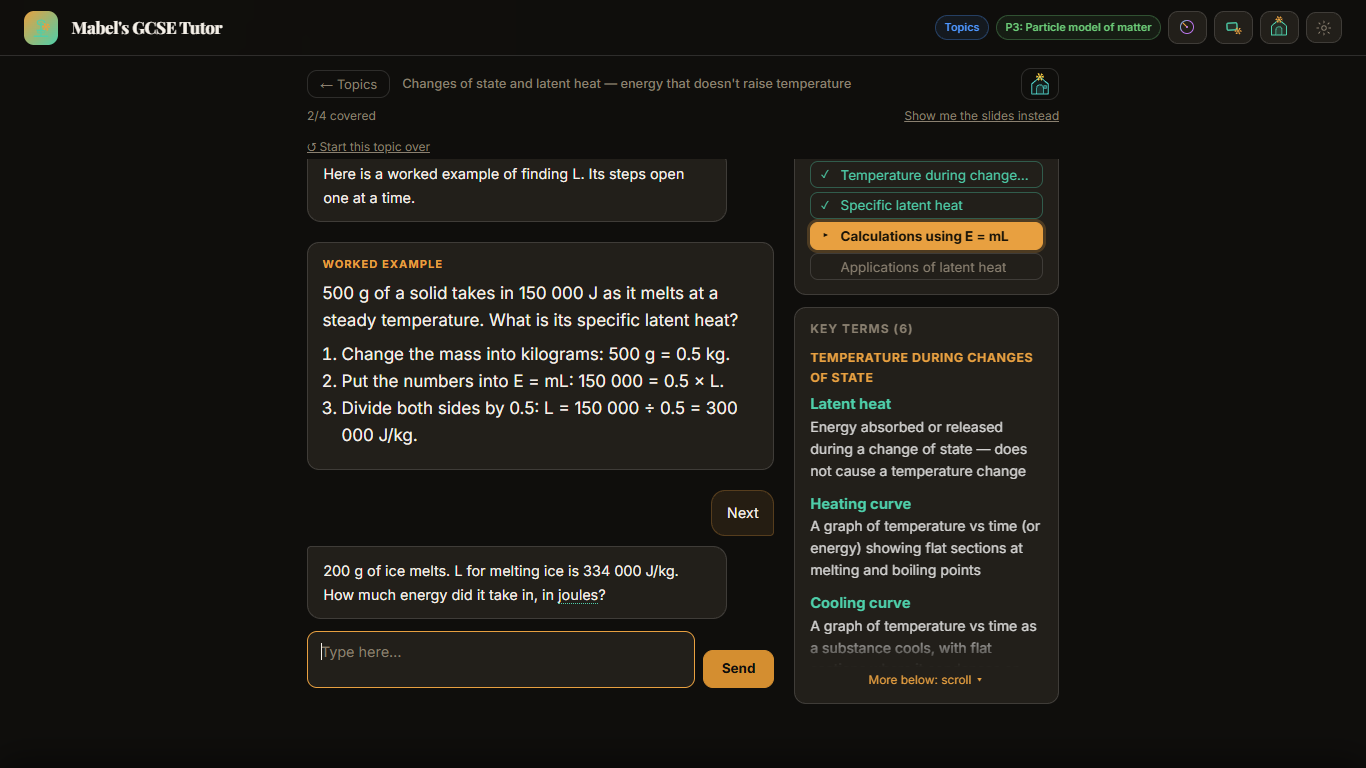 Mabel's GCSE Tutor
Topics
P3: Particle model of matter
← Topics
Changes of state and latent heat — energy that doesn't raise temperature
2/4 covered
Show me the slides instead
↺ Start this topic over
Here is a worked example of finding L. Its steps open
one at a time.
WORKED EXAMPLE
500 g of a solid takes in 150 000 J as it melts at a
steady temperature. What is its specific latent heat?
1. Change the mass into kilograms: 500 g = 0.5 kg.
2. Put the numbers into E = mL: 150 000 = 0.5 × L.
3. Divide both sides by 0.5: L = 150 000 ÷ 0.5 = 300
000 J/kg.
Next
200 g of ice melts. L for melting ice is 334 000 J/kg.
How much energy did it take in, in joules?
Type here...
Send
✓ Temperature during change...
✓ Specific latent heat
▸ Calculations using E = mL
Applications of latent heat
KEY TERMS (6)
TEMPERATURE DURING CHANGES
OF STATE
Latent heat
Energy absorbed or released
during a change of state — does
not cause a temperature change
Heating curve
A graph of temperature vs time (or
energy) showing flat sections at
melting and boiling points
Cooling curve
A graph of temperature vs time as
a substance cools, with flat
More below: scroll ▾